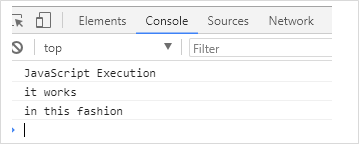 Elements Console Sources Network
top Filter
JavaScript Execution
it works
in this fashion